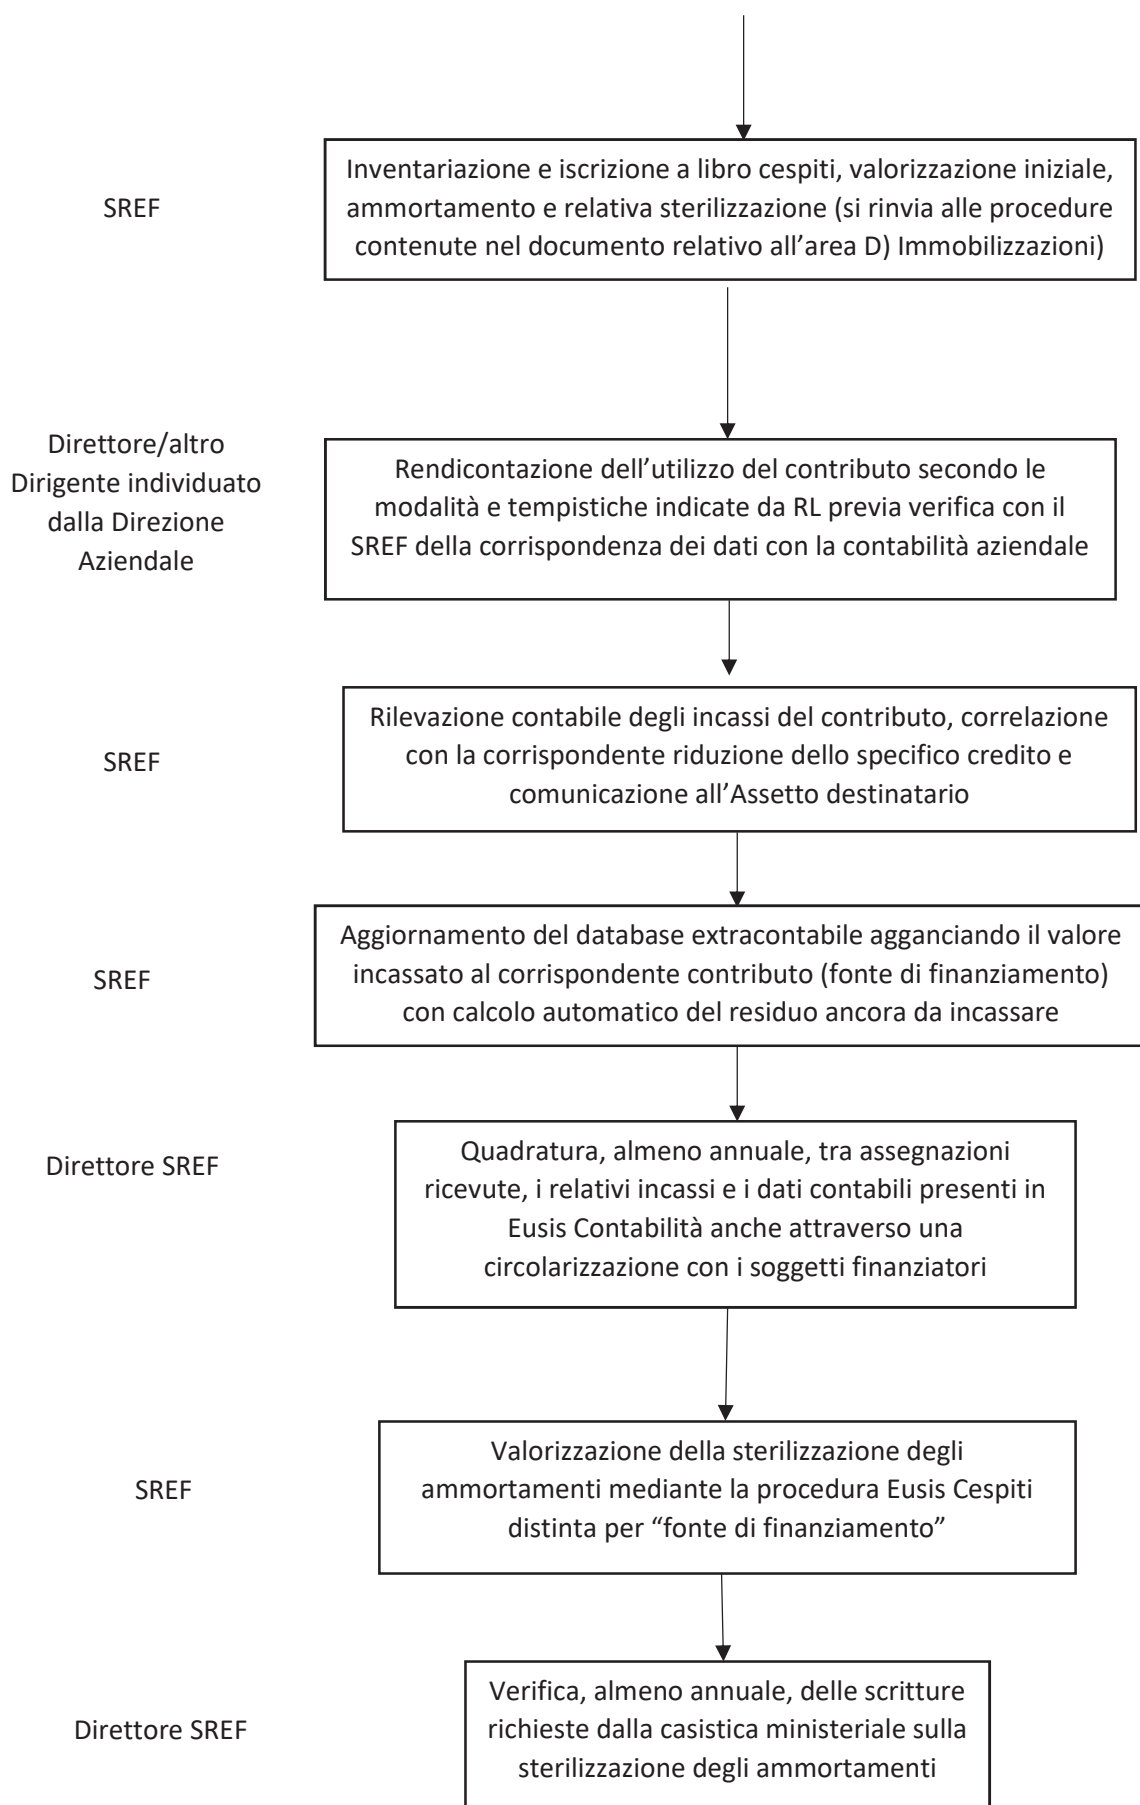 SREF
Inventariazione e iscrizione a libro cespiti, valorizzazione iniziale,
ammortamento e relativa sterilizzazione (si rinvia alle procedure
contenute nel documento relativo all’area D) Immobilizzazioni)
Direttore/altro
Dirigente individuato
dalla Direzione
Aziendale
Rendicontazione dell’utilizzo del contributo secondo le
modalità e tempistiche indicate da RL previa verifica con il
SREF della corrispondenza dei dati con la contabilità aziendale
SREF
Rilevazione contabile degli incassi del contributo, correlazione
con la corrispondente riduzione dello specifico credito e
comunicazione all’Assetto destinatario
SREF
Aggiornamento del database extracontabile agganciando il valore
incassato al corrispondente contributo (fonte di finanziamento)
con calcolo automatico del residuo ancora da incassare
Direttore SREF
Quadratura, almeno annuale, tra assegnazioni
ricevute, i relativi incassi e i dati contabili presenti in
Eusis Contabilità anche attraverso una
circolarizzazione con i soggetti finanziatori
SREF
Valorizzazione della sterilizzazione degli
ammortamenti mediante la procedura Eusis Cespiti
distinta per “fonte di finanziamento”
Direttore SREF
Verifica, almeno annuale, delle scritture
richieste dalla casistica ministeriale sulla
sterilizzazione degli ammortamenti